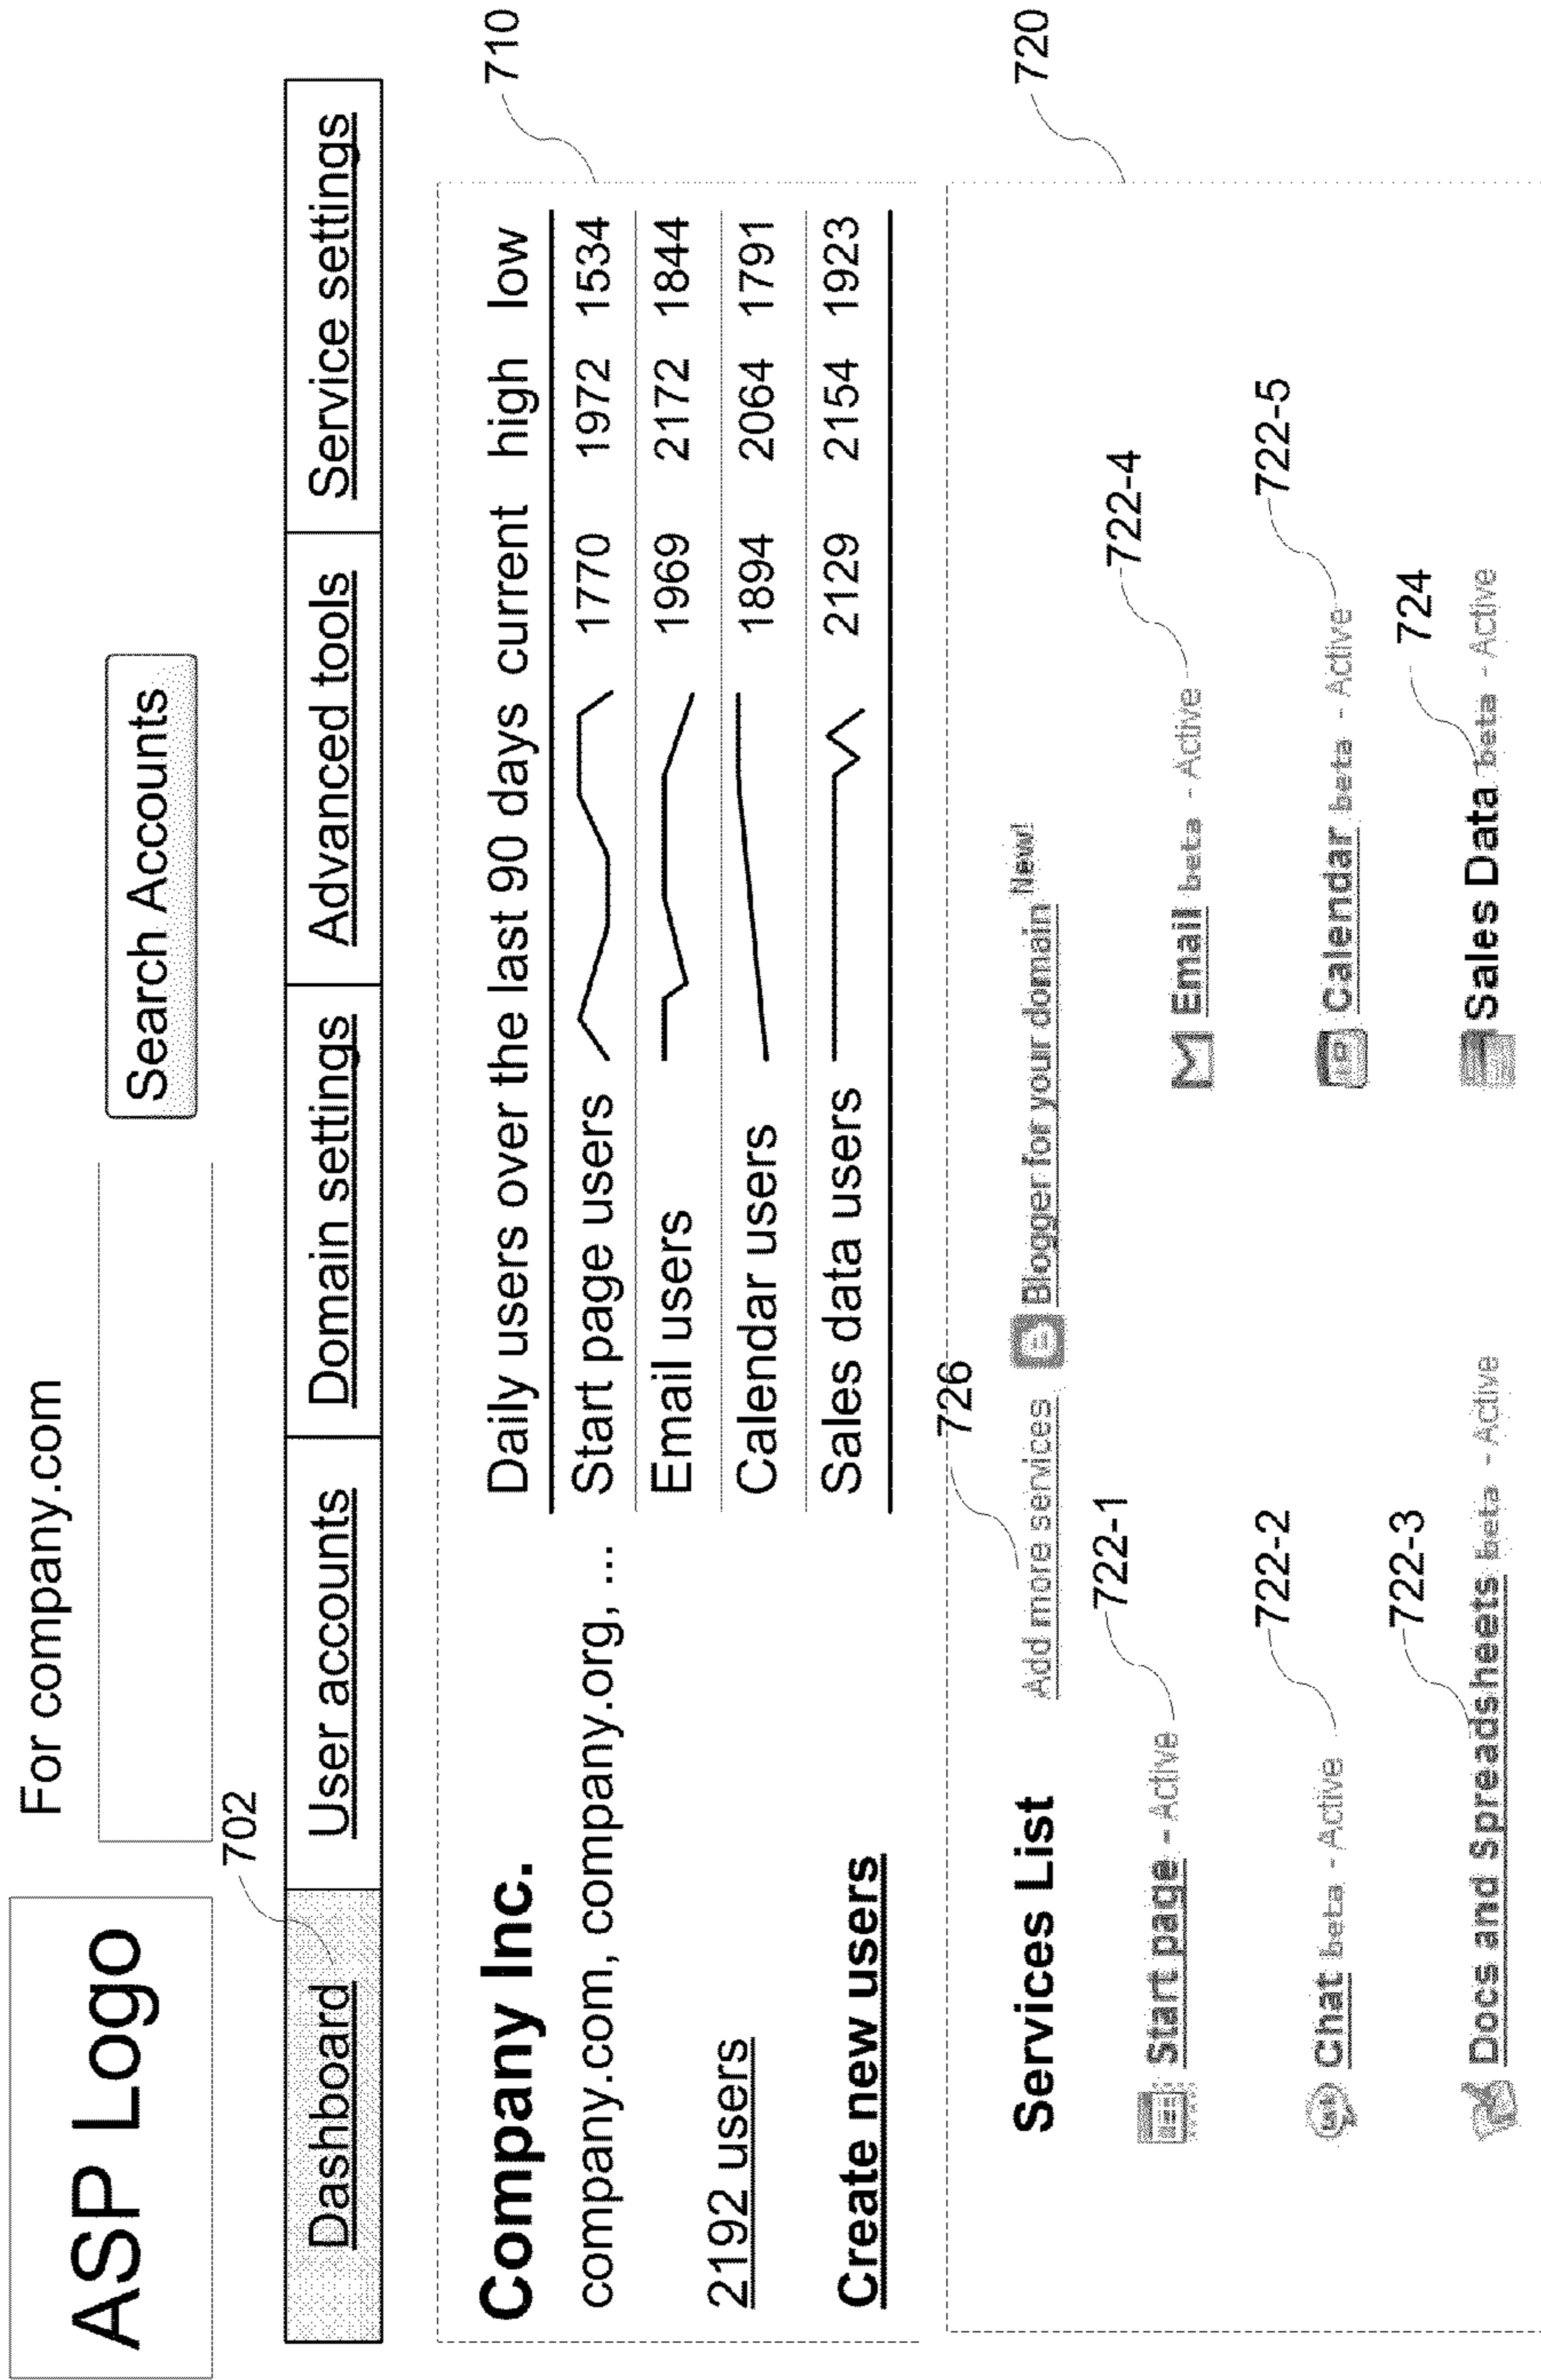 ASP Logo
For company.com
Search Accounts
702
Dashboard User accounts Domain settings Advanced tools Service settings
710
Company Inc.
company.com, company.org, ...
2192 users
Create new users
Daily users over the last 90 days current high low
Start page users 1770 1972 1534
Email users 1969 2172 1844
Calendar users 1894 2064 1791
Sales data users 2129 2154 1923
720
726
Services List Add more services Blogger for your domain New!
722-1
Start page - Active
722-4
Email beta - Active
722-2
Chat beta - Active
722-5
Calendar beta - Active
722-3
Docs and Spreadsheets beta - Active
724
Sales Data beta - Active